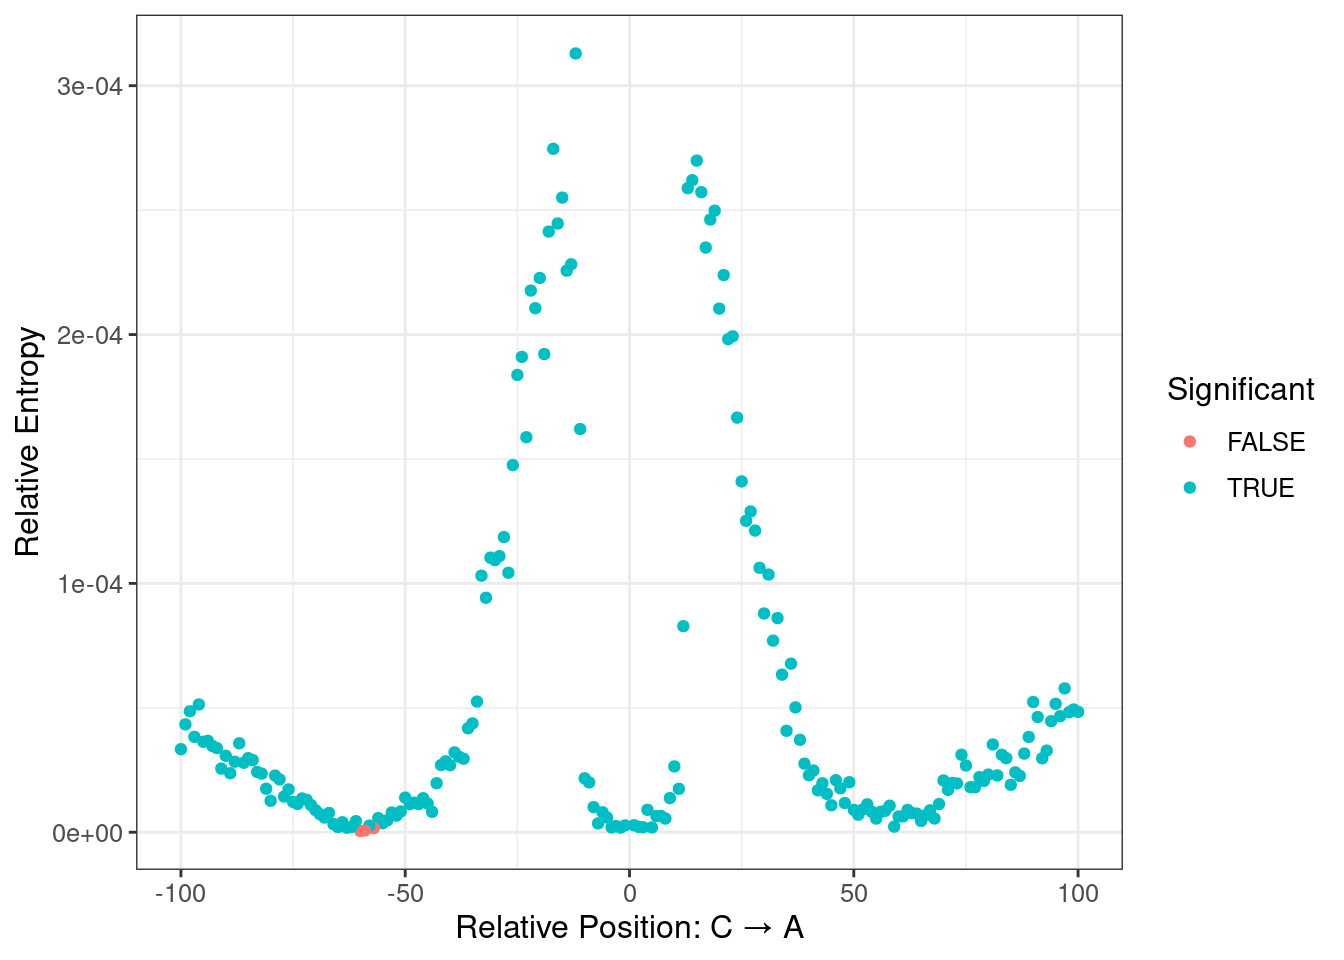 3e-04
2e-04
1e-04
0e+00
Relative Entropy
-100
-50
0
50
100
Relative Position: C → A
Significant
FALSE
TRUE